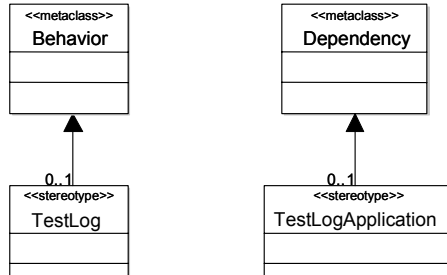 <<metaclass>>
Behavior
<<metaclass>>
Dependency
0..1
0..1
<<stereotype>>
TestLog
<<stereotype>>
TestLogApplication